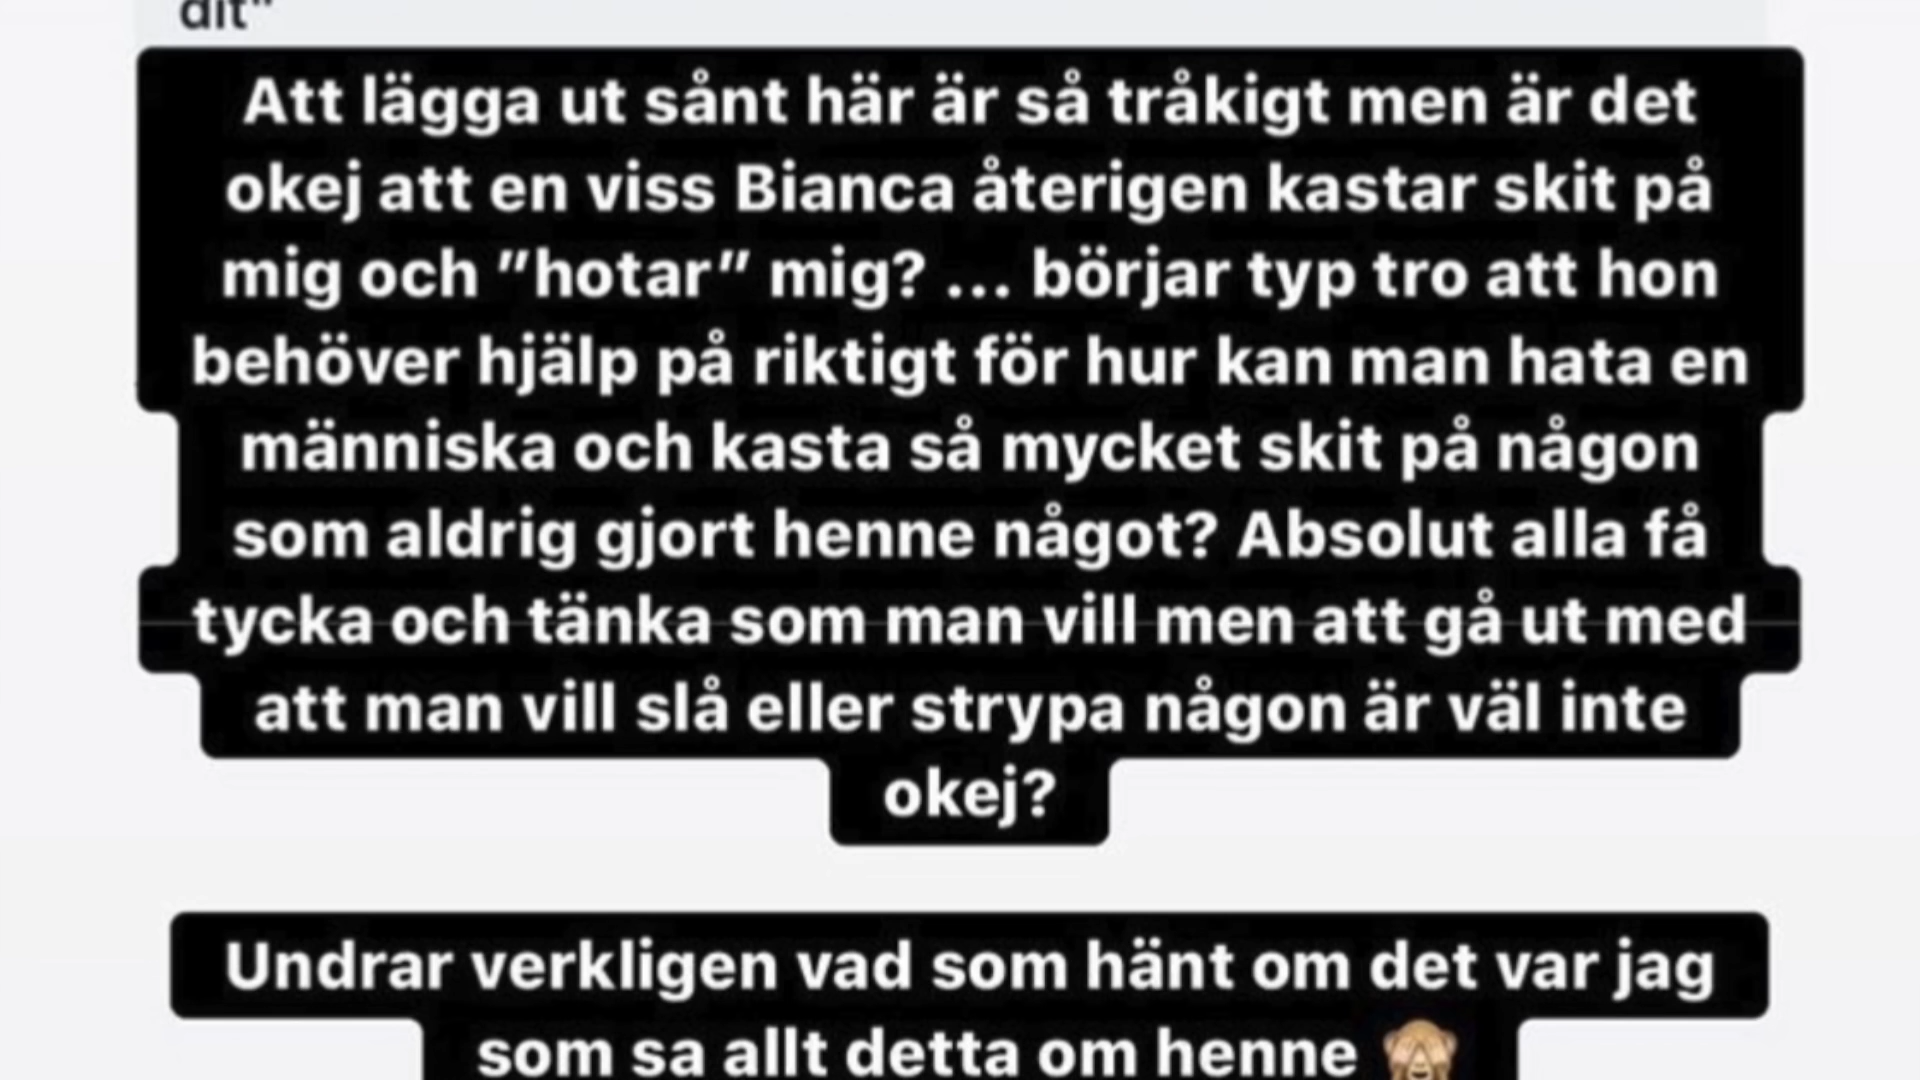 dit"
Att lägga ut sånt här är så tråkigt men är det
okej att en viss Bianca återigen kastar skit på
mig och ”hotar” mig? ... börjar typ tro att hon
behöver hjälp på riktigt för hur kan man hata en
människa och kasta så mycket skit på någon
som aldrig gjort henne något? Absolut alla få
tycka och tänka som man vill men att gå ut med
att man vill slå eller strypa någon är väl inte
okej?
Undrar verkligen vad som hänt om det var jag
som sa allt detta om henne 🙈